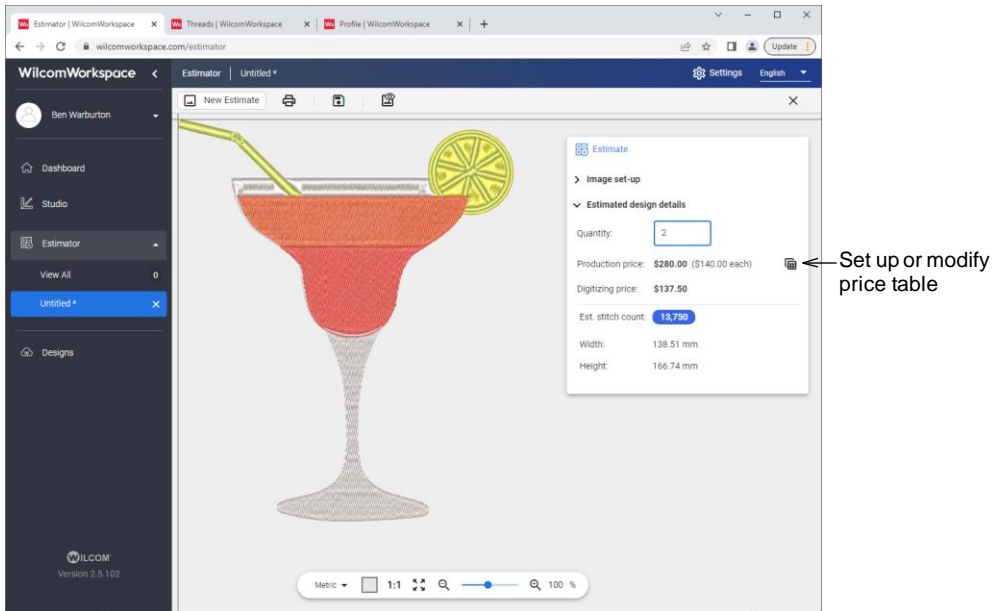 Estimator | WilcomWorkspace
Threads | WilcomWorkspace
Profile | WilcomWorkspace
wilcomworkspace.com/estimator
Update
WilcomWorkspace
Estimator
Untitled *
Settings
English
Ben Warburton
New Estimate
Dashboard
Studio
Estimator
View All 0
Untitled *
Designs
Estimate
Image set-up
Estimated design details
Quantity: 2
Production price: $280.00 ($140.00 each)
Digitizing price: $137.50
Est. stitch count: 13,750
Width: 138.51 mm
Height: 166.74 mm
Set up or modify
price table
WILCOM
Version 2.5.102
Metric 1:1 100 %